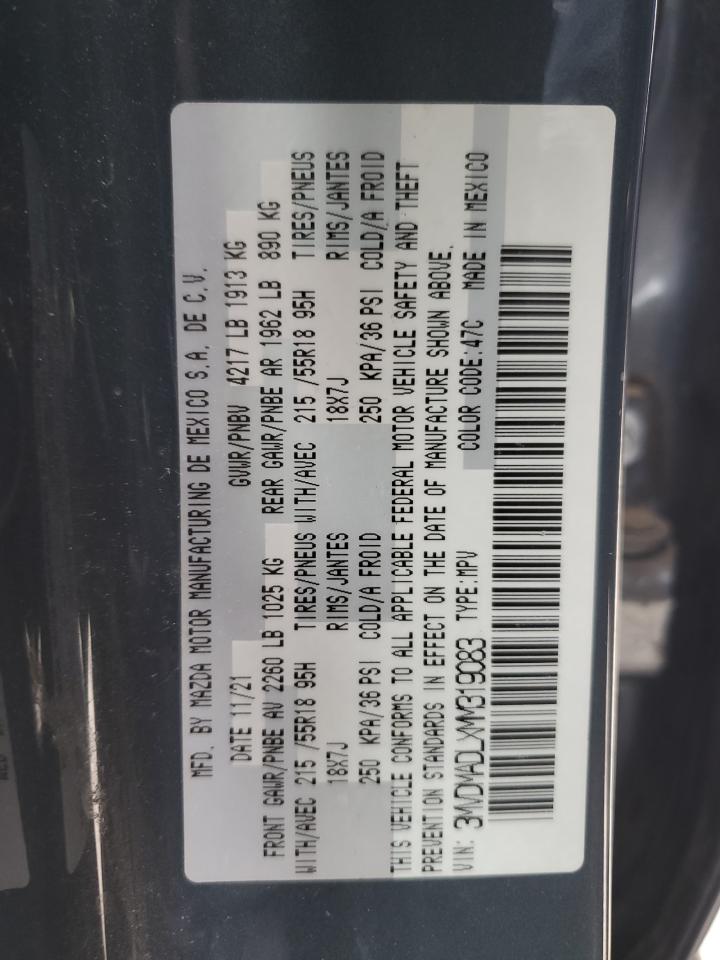 MFD. BY MAZDA MOTOR MANUFACTURING DE MEXICO S.A. DE C.V.
DATE 11/21 GVWR/PNBV 4217 LB 1913 KG
FRONT GAWR/PNBE AV 2260 LB 1025 KG REAR GAWR/PNBE AR 1962 LB 890 KG
WITH/AVEC 215 /55R18 95H TIRES/PNEUS WITH/AVEC 215 /55R18 95H TIRES/PNEUS
18X7J RIMS/JANTES 18X7J RIMS/JANTES
250 KPA/36 PSI COLD/A FROID 250 KPA/36 PSI COLD/A FROID
THIS VEHICLE CONFORMS TO ALL APPLICABLE FEDERAL MOTOR VEHICLE SAFETY AND THEFT
PREVENTION STANDARDS IN EFFECT ON THE DATE OF MANUFACTURE SHOWN ABOVE.
VIN: 3MVDMADLXMM319083 TYPE:MPV COLOR CODE:47C MADE IN MEXICO